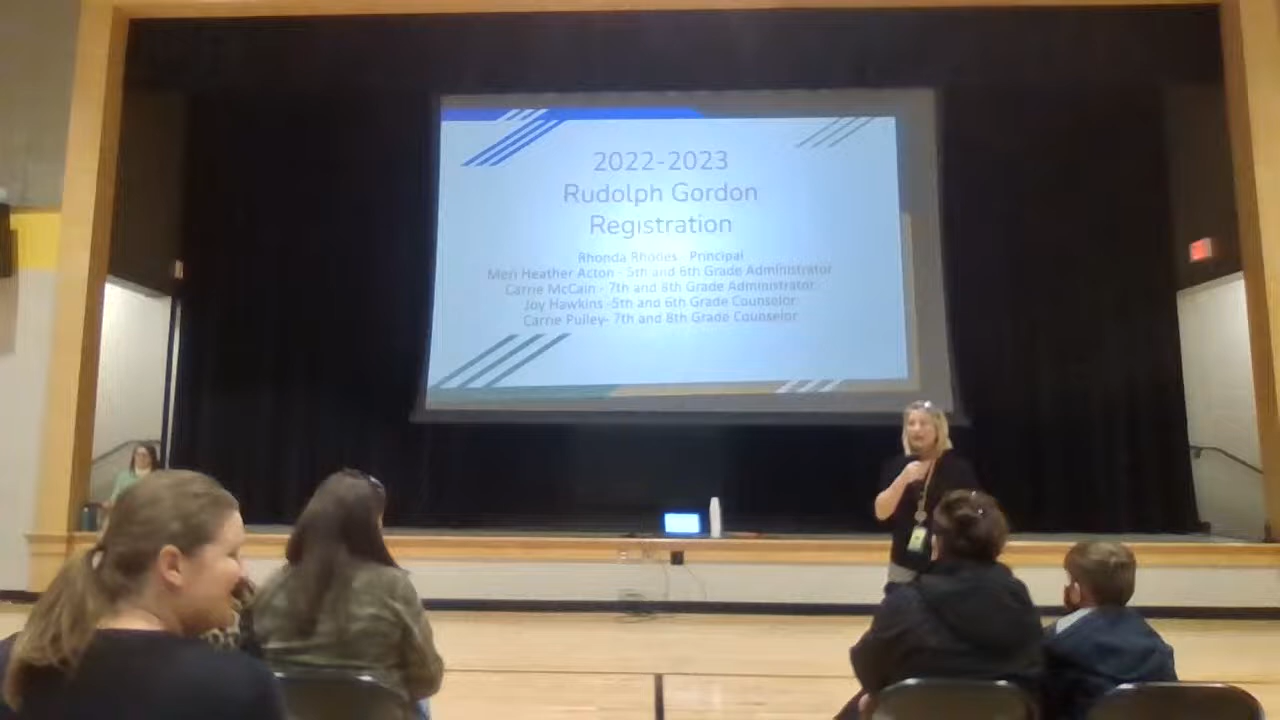 2022-2023
Rudolph Gordon
Registration
Rhonda Rhodes - Principal
Meri Heather Acton - 5th and 6th Grade Administrator
Carrie McCain - 7th and 8th Grade Administrator
Joy Hawkins -5th and 6th Grade Counselor
Carrie Pulley- 7th and 8th Grade Counselor